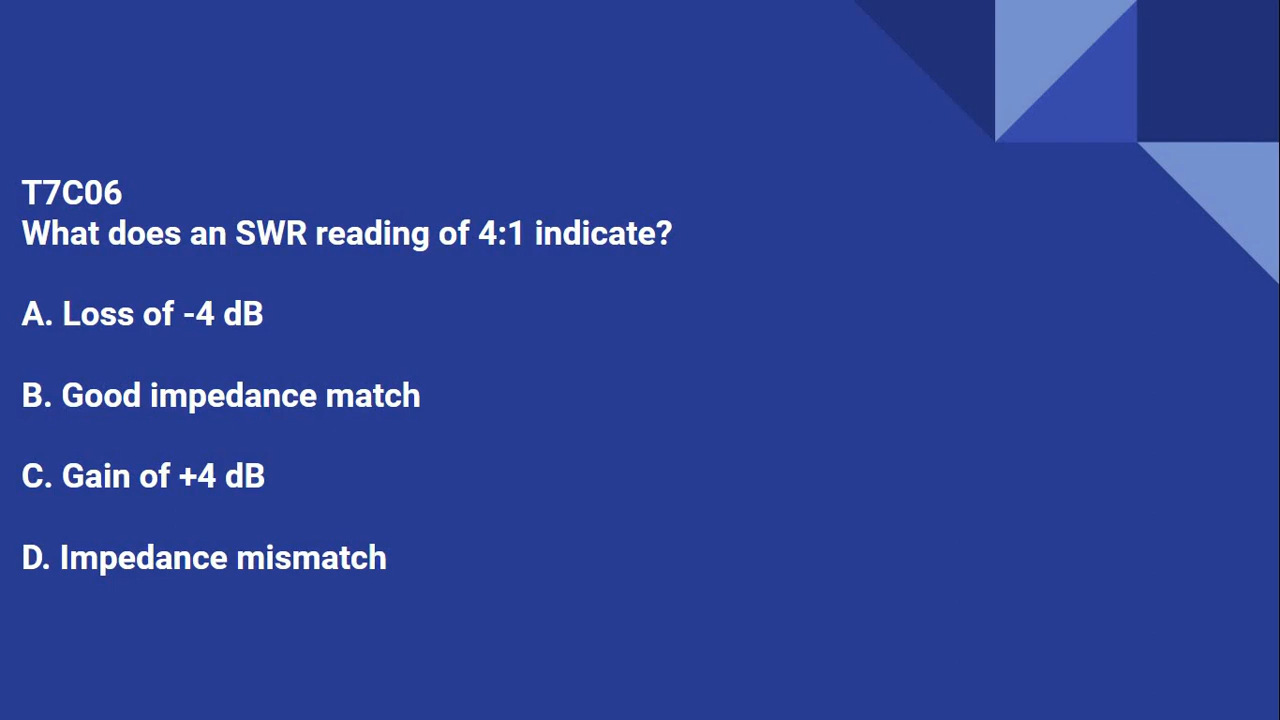 T7C06
What does an SWR reading of 4:1 indicate?
A. Loss of -4 dB
B. Good impedance match
C. Gain of +4 dB
D. Impedance mismatch